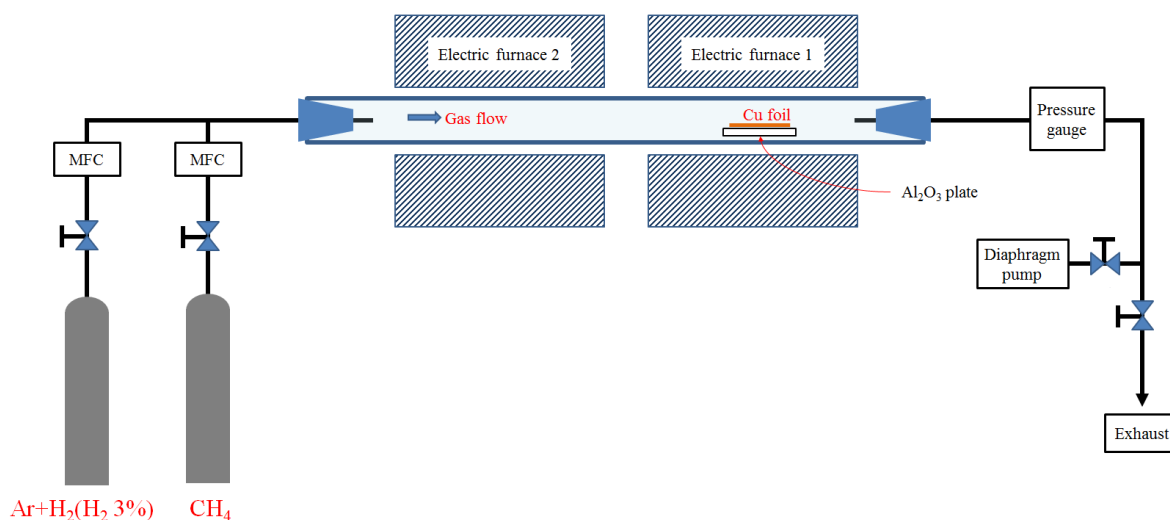 Electric furnace 2
Electric furnace 1
Gas flow
Cu foil
Pressure
gauge
MFC
MFC
Al₂O₃ plate
Diaphragm
pump
Exhaust
Ar+H₂(H₂ 3%)
CH₄